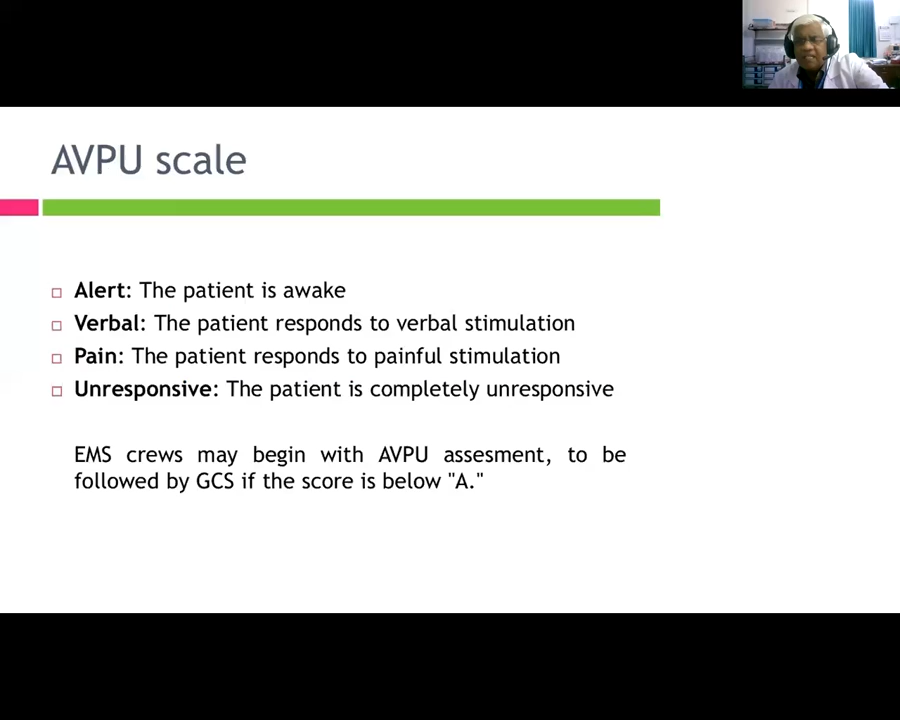 AVPU scale
Alert: The patient is awake
Verbal: The patient responds to verbal stimulation
Pain: The patient responds to painful stimulation
Unresponsive: The patient is completely unresponsive
EMS crews may begin with AVPU assesment, to be
followed by GCS if the score is below "A."